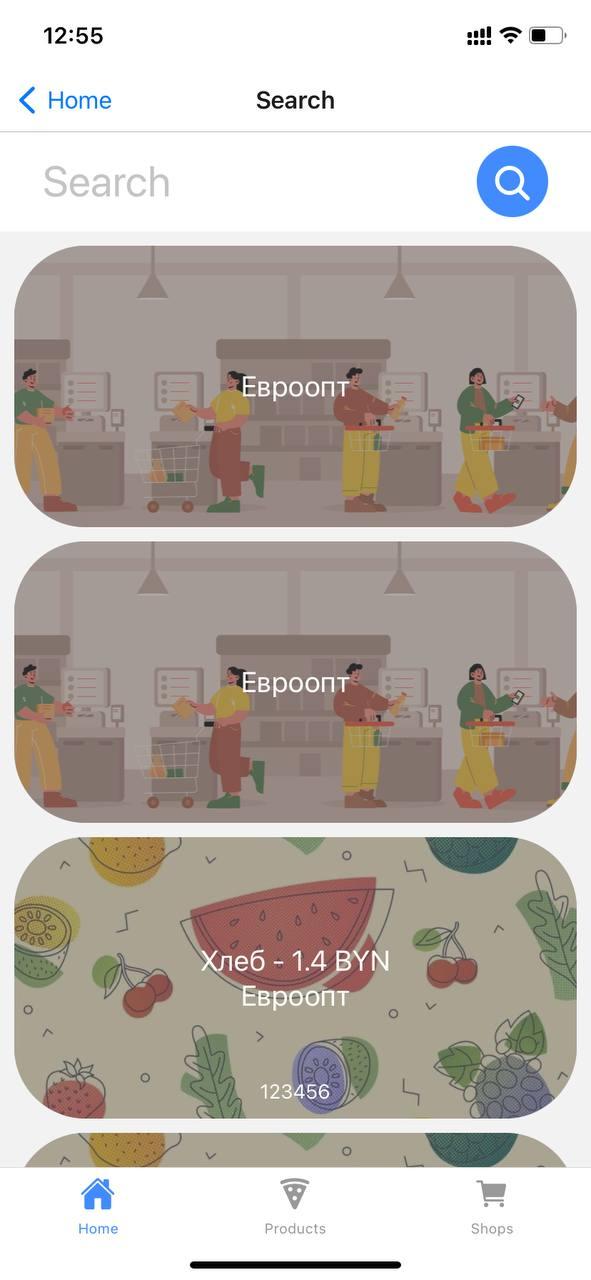 12:55
Home
Search
Search
Евроопт
Евроопт
Хлеб - 1.4 BYN
Евроопт
123456
Home
Products
Shops